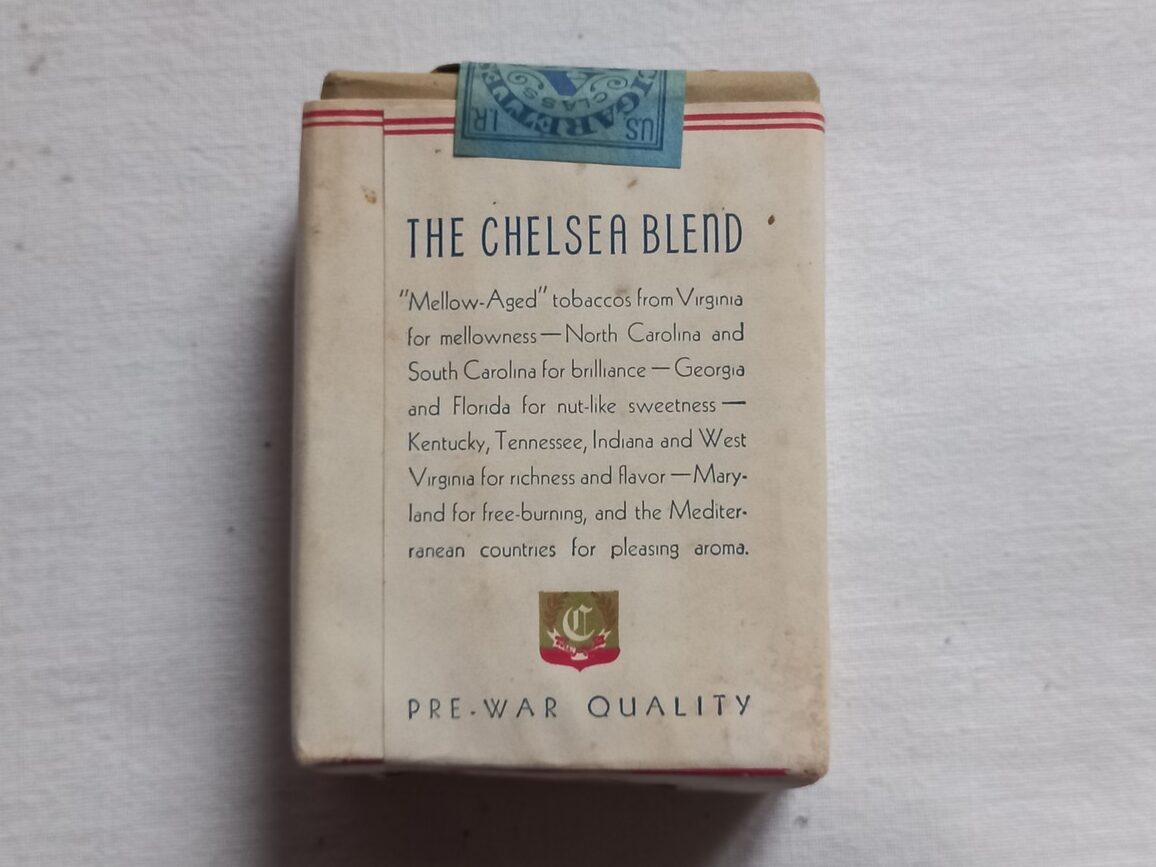 CIGARETTES
CLASS A
U.S. I.R.
THE CHELSEA BLEND
"Mellow-Aged" tobaccos from Virginia
for mellowness — North Carolina and
South Carolina for brilliance — Georgia
and Florida for nut-like sweetness —
Kentucky, Tennessee, Indiana and West
Virginia for richness and flavor — Mary-
land for free-burning, and the Mediter-
ranean countries for pleasing aroma.
C
PRE-WAR QUALITY